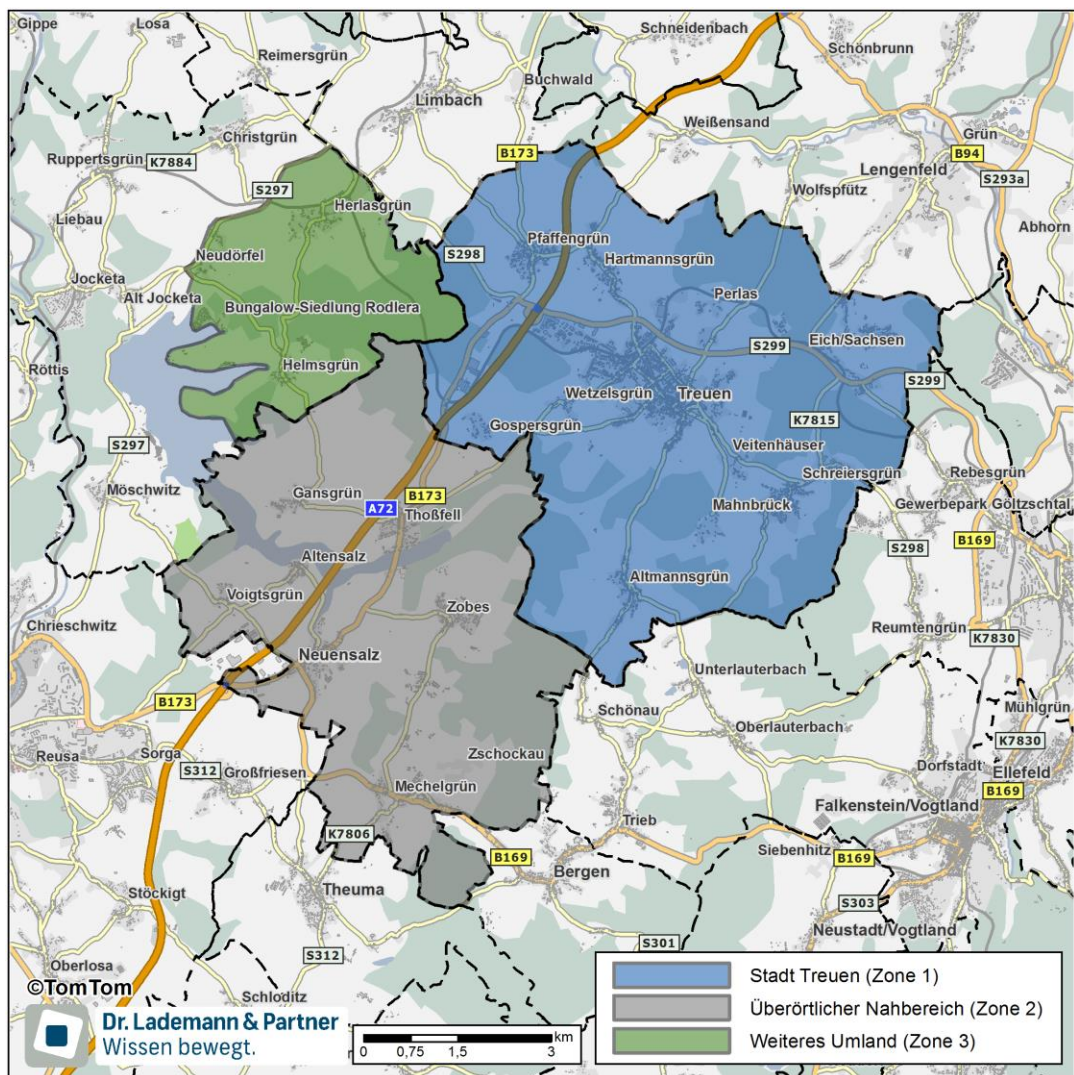 Gippe
Losa
Schneidenbach
Schönbrunn
Reimersgrün
Buchwald
Limbach
Weißensand
Christgrün
Grün
Ruppertsgrün
K7884
B173
B94
Lengenfeld
S293a
S297
Wolfspfütz
Liebau
Herlasgrün
Abhorn
Pfaffengrün
Neudörfel
S298
Hartmannsgrün
Jocketa
Perlas
Alt Jocketa
Bungalow-Siedlung Rodlera
Eich/Sachsen
S299
Röttis
Helmsgrün
S299
Wetzelsgrün
Treuen
K7815
Gospersgrün
S297
Veitenhäuser
Schreiersgrün
Rebesgrün
Möschwitz
Gansgrün
B173
Mahnbrück
Gewerbepark Göltzschtal
A72
Thoßfell
B169
S298
Altensalz
Altmannsgrün
Voigtsgrün
Zobes
Chrieschwitz
Reumtengrün
K7830
Neuensalz
Unterlauterbach
B173
Schönau
Mühlgrün
Oberlauterbach
K7830
Reusa
Sorga
Zschockau
S312
Großfriesen
Dorfstadt
Ellefeld
Mechelgrün
B169
Falkenstein/Vogtland
Trieb
K7806
Siebenhitz
B169
B169
Bergen
Theuma
Stöckigt
S303
Neustadt/Vogtland
S301
S312
Oberlosa
©TomTom
Schloditz
Dr. Lademann & Partner
Wissen bewegt.
km
0 0,75 1,5 3
Stadt Treuen (Zone 1)
Überörtlicher Nahbereich (Zone 2)
Weiteres Umland (Zone 3)